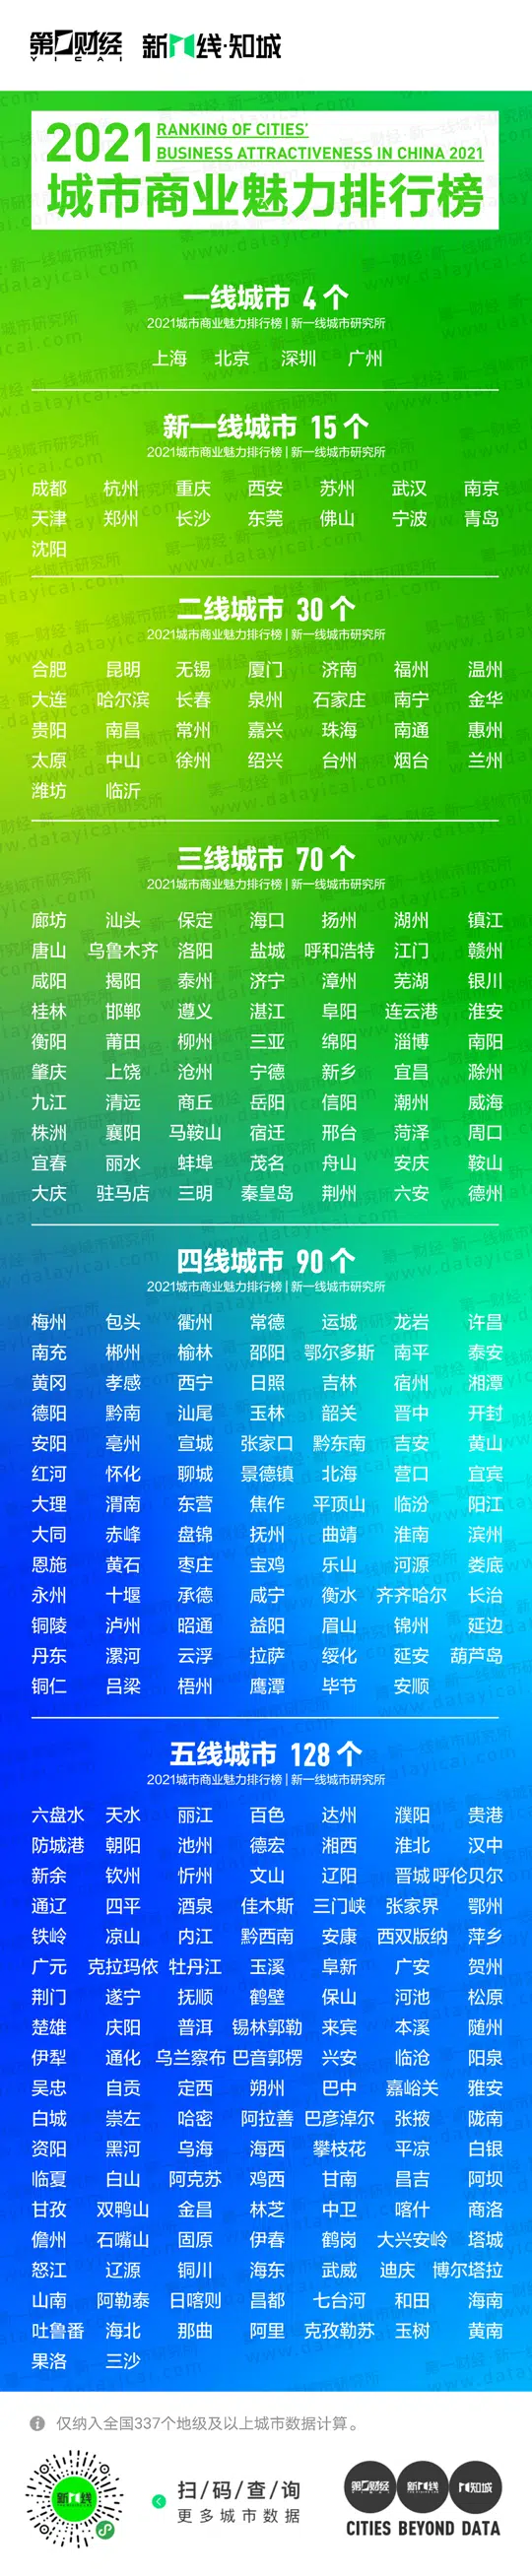 第一财经
YICAI
新一线·知城
2021 RANKING OF CITIES'
BUSINESS ATTRACTIVENESS IN CHINA 2021
城市商业魅力排行榜
一线城市 4 个
2021城市商业魅力排行榜 | 新一线城市研究所
上海 北京 深圳 广州
新一线城市 15 个
2021城市商业魅力排行榜 | 新一线城市研究所
成都 杭州 重庆 西安 苏州 武汉 南京
天津 郑州 长沙 东莞 佛山 宁波 青岛
沈阳
二线城市 30 个
2021城市商业魅力排行榜 | 新一线城市研究所
合肥 昆明 无锡 厦门 济南 福州 温州
大连 哈尔滨 长春 泉州 石家庄 南宁 金华
贵阳 南昌 常州 嘉兴 珠海 南通 惠州
太原 中山 徐州 绍兴 台州 烟台 兰州
潍坊 临沂
三线城市 70 个
2021城市商业魅力排行榜 | 新一线城市研究所
廊坊 汕头 保定 海口 扬州 湖州 镇江
唐山 乌鲁木齐 洛阳 盐城 呼和浩特 江门 赣州
咸阳 揭阳 泰州 济宁 漳州 芜湖 银川
桂林 邯郸 遵义 湛江 阜阳 连云港 淮安
衡阳 莆田 柳州 三亚 绵阳 淄博 南阳
肇庆 上饶 沧州 宁德 新乡 宜昌 滁州
九江 清远 商丘 岳阳 信阳 潮州 威海
株洲 襄阳 马鞍山 宿迁 邢台 菏泽 周口
宜春 丽水 蚌埠 茂名 舟山 安庆 鞍山
大庆 驻马店 三明 秦皇岛 荆州 六安 德州
四线城市 90 个
2021城市商业魅力排行榜 | 新一线城市研究所
梅州 包头 衢州 常德 运城 龙岩 许昌
南充 郴州 榆林 邵阳 鄂尔多斯 南平 泰安
黄冈 孝感 西宁 日照 吉林 宿州 湘潭
德阳 黔南 汕尾 玉林 韶关 晋中 开封
安阳 亳州 宣城 张家口 黔东南 吉安 黄山
红河 怀化 聊城 景德镇 北海 营口 宜宾
大理 渭南 东营 焦作 平顶山 临汾 阳江
大同 赤峰 盘锦 抚州 曲靖 淮南 滨州
恩施 黄石 枣庄 宝鸡 乐山 河源 娄底
永州 十堰 承德 咸宁 衡水 齐齐哈尔 长治
铜陵 泸州 昭通 益阳 眉山 锦州 延边
丹东 漯河 云浮 拉萨 绥化 延安 葫芦岛
铜仁 吕梁 梧州 鹰潭 毕节 安顺
五线城市 128 个
2021城市商业魅力排行榜 | 新一线城市研究所
六盘水 天水 丽江 百色 达州 濮阳 贵港
防城港 朝阳 池州 德宏 湘西 淮北 汉中
新余 钦州 忻州 文山 辽阳 晋城 呼伦贝尔
通辽 四平 酒泉 佳木斯 三门峡 张家界 鄂州
铁岭 凉山 内江 黔西南 安康 西双版纳 萍乡
广元 克拉玛依 牡丹江 玉溪 阜新 广安 贺州
荆门 遂宁 抚顺 鹤壁 保山 河池 松原
楚雄 庆阳 普洱 锡林郭勒 来宾 本溪 随州
伊犁 通化 乌兰察布 巴音郭楞 兴安 临沧 阳泉
吴忠 自贡 定西 朔州 巴中 嘉峪关 雅安
白城 崇左 哈密 阿拉善 巴彦淖尔 张掖 陇南
资阳 黑河 乌海 海西 攀枝花 平凉 白银
临夏 白山 阿克苏 鸡西 甘南 昌吉 阿坝
甘孜 双鸭山 金昌 林芝 中卫 喀什 商洛
儋州 石嘴山 固原 伊春 鹤岗 大兴安岭 塔城
怒江 辽源 铜川 海东 武威 迪庆 博尔塔拉
山南 阿勒泰 日喀则 昌都 七台河 和田 海南
吐鲁番 海北 那曲 阿里 克孜勒苏 玉树 黄南
果洛 三沙
仅纳入全国337个地级及以上城市数据计算。
扫/码/查/询
更多城市数据
新一线
第一财经 新一线 知城
CITIES BEYOND DATA